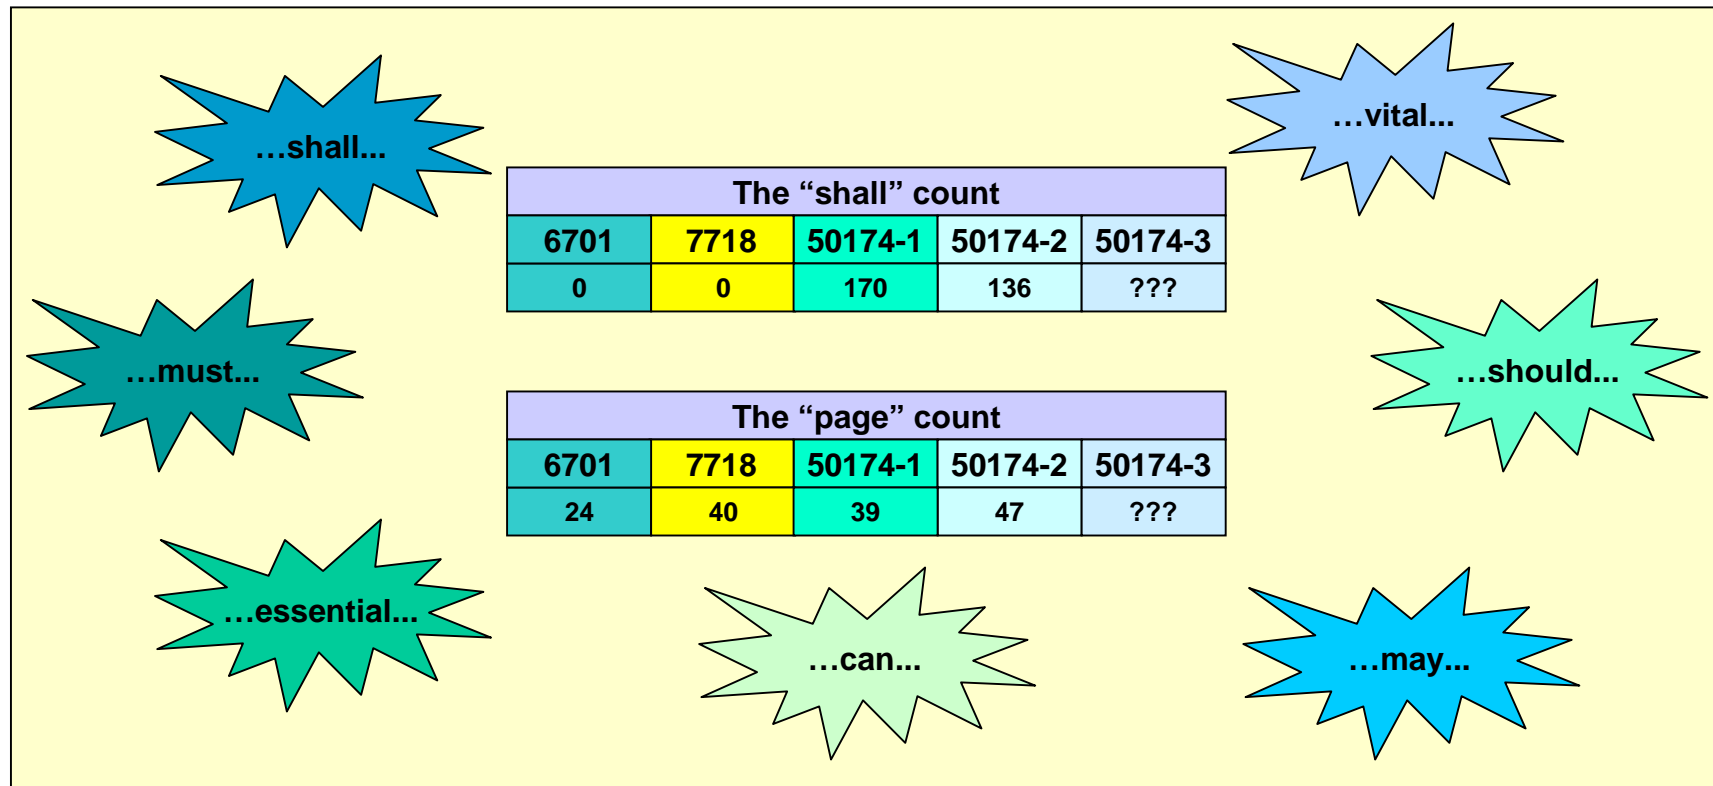 …vital...
…shall...
The “shall” count
6701 7718 50174-1 50174-2 50174-3
0 0 170 136 ???
…must...
…should...
The “page” count
6701 7718 50174-1 50174-2 50174-3
24 40 39 47 ???
…essential...
…can...
…may...